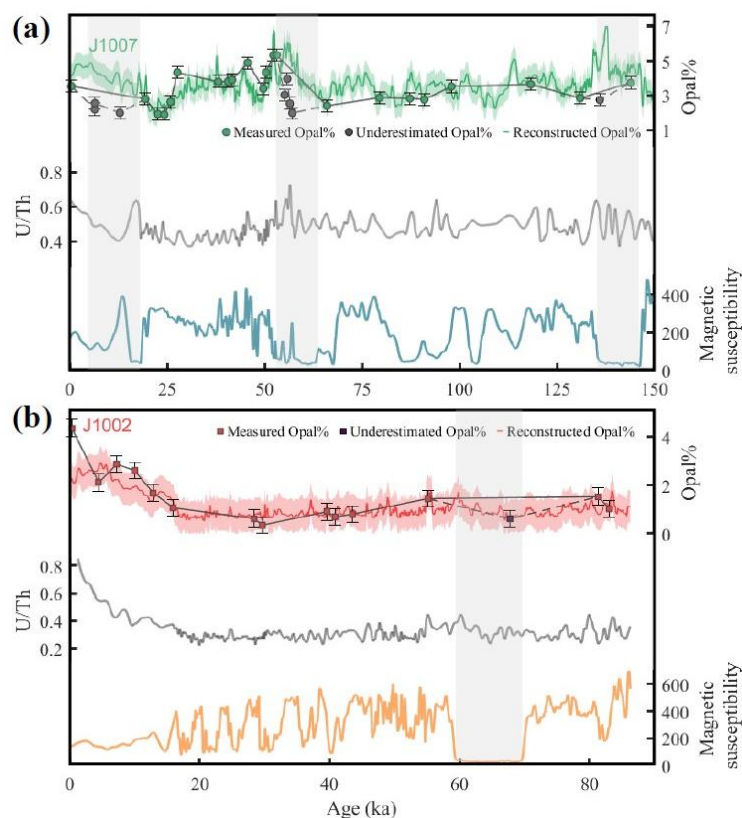 (a)
J1007
7
5
3
1
Opal%
Measured Opal% Underestimated Opal% Reconstructed Opal%
0.8
0.6
0.4
U/Th
400
200
0
Magnetic
susceptibility
0 25 50 75 100 125 150
(b)
J1002
Measured Opal% Underestimated Opal% Reconstructed Opal%
4
2
0
Opal%
0.8
0.6
0.4
0.2
U/Th
600
400
200
0
Magnetic
susceptibility
0 20 40 60 80
Age (ka)